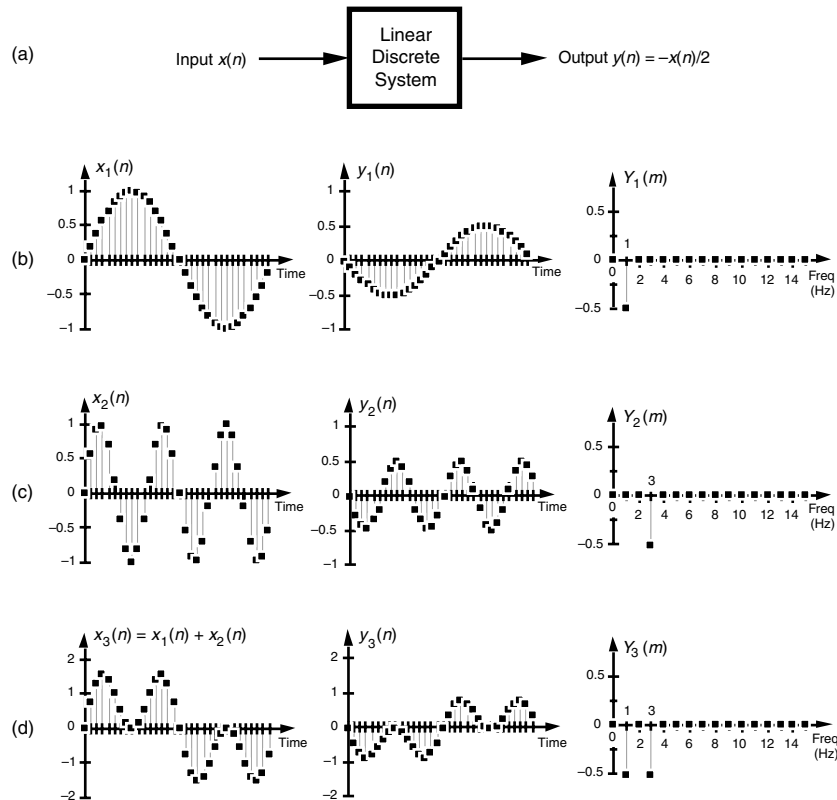 (a)
Input x(n)
Linear
Discrete
System
Output y(n) = –x(n)/2
(b)
x1(n)
1
0.5
0
–0.5
–1
Time
y1(n)
1
0.5
0
–0.5
–1
Time
Y1(m)
0.5
1
0
–0.5
0 2 4 6 8 10 12 14
Freq
(Hz)
(c)
x2(n)
1
0.5
0
–0.5
–1
Time
y2(n)
1
0.5
0
–0.5
–1
Time
Y2(m)
0.5
3
0
–0.5
0 2 4 6 8 10 12 14
Freq
(Hz)
(d)
x3(n) = x1(n) + x2(n)
2
1
0
–1
–2
Time
y3(n)
2
1
0
–1
–2
Time
Y3(m)
0.5
1 3
0
–0.5
0 2 4 6 8 10 12 14
Freq
(Hz)